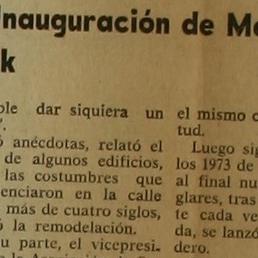 Inauguración de
k
ble dar siquiera un
anécdotas, relató el
de algunos edificios,
las costumbres que
enciaron en la calle
más de cuatro siglos,
ó la remodelación.
u parte, el vicepresi-
el mismo
tud.
Luego sig
los 1973 de
al final nu
glares, tras
te cada ve
da, se lanzó
dero.